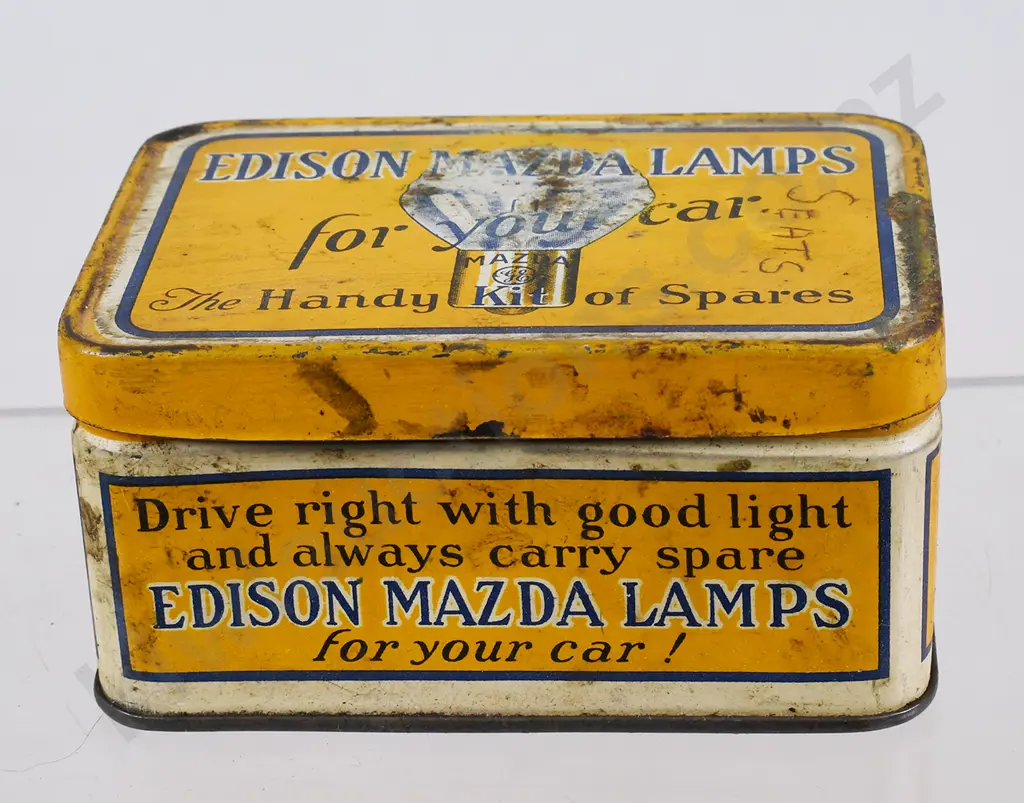 EDISON MAZDA LAMPS
for your car
SEATS
MAZDA
The Handy Kit of Spares
Drive right with good light
and always carry spare
EDISON MAZDA LAMPS
for your car!